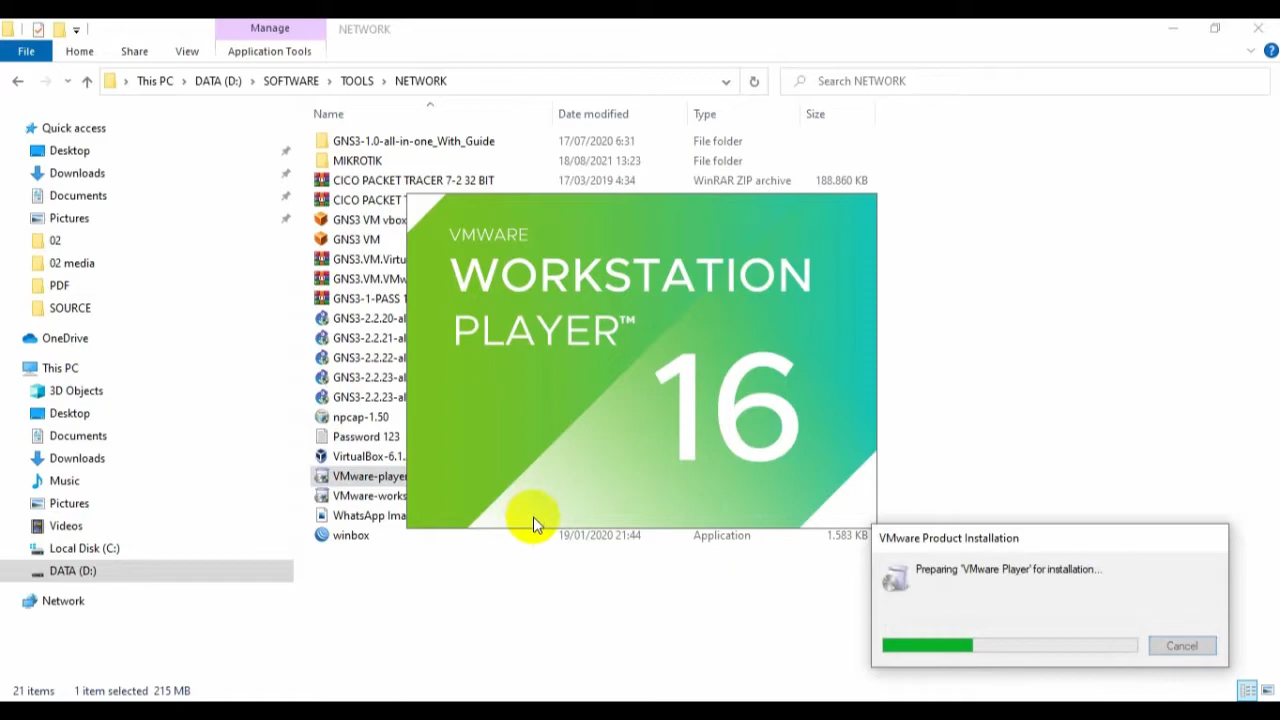 Manage
NETWORK
File
Home
Share
View
Application Tools
This PC
DATA (D:)
SOFTWARE
TOOLS
NETWORK
Search NETWORK
Name
Date modified
Type
Size
Quick access
Desktop
Downloads
Documents
Pictures
02
02 media
PDF
SOURCE
OneDrive
This PC
3D Objects
Desktop
Documents
Downloads
Music
Pictures
Videos
Local Disk (C:)
DATA (D:)
Network
GNS3-1.0-all-in-one_With_Guide 17/07/2020 6:31 File folder
MIKROTIK 18/08/2021 13:23 File folder
CICO PACKET TRACER 7-2 32 BIT 17/03/2019 4:34 WinRAR ZIP archive 188.860 KB
CICO PACKET T
GNS3 VM vbox
GNS3 VM
GNS3.VM.Virtu
GNS3.VM.VMw
GNS3-1-PASS 1
GNS3-2.2.20-al
GNS3-2.2.21-al
GNS3-2.2.22-al
GNS3-2.2.23-al
GNS3-2.2.23-al
npcap-1.50
Password 123
VirtualBox-6.1.
VMware-player
VMware-works
WhatsApp Ima
winbox 19/01/2020 21:44 Application 1.583 KB
VMWARE
WORKSTATION
PLAYER™
16
VMware Product Installation
Preparing 'VMware Player' for installation...
Cancel
21 items 1 item selected 215 MB